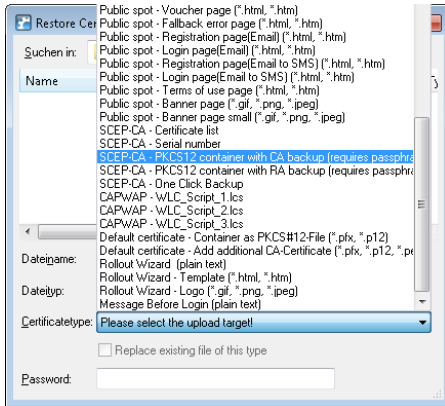 Restore Cer
Public spot - Voucher page (*.html, *.htm)
Public spot - Fallback error page (*.html, *.htm)
Public spot - Registration page(Email) (*.html, *.htm)
Suchen in:
Public spot - Login page(Email) (*.html, *.htm)
Public spot - Registration page(Email to SMS) (*.html, *.htm)
Name
Public spot - Login page(Email to SMS) (*.html, *.htm)
Public spot - Terms of use page (*.html, *.htm)
Public spot - Banner page (*.gif, *.png, *.jpeg)
Public spot - Banner page small (*.gif, *.png, *.jpeg)
SCEP-CA - Certificate list
SCEP-CA - Serial number
SCEP-CA - PKCS12 container with CA backup (requires passphra
SCEP-CA - PKCS12 container with RA backup (requires passphra
SCEP-CA - One Click Backup
CAPWAP - WLC_Script_1.lcs
CAPWAP - WLC_Script_2.lcs
CAPWAP - WLC_Script_3.lcs
Default certificate - Container as PKCS#12-File (*.pfx, *.p12)
Dateiname:
Default certificate - Add additional CA-Certificate (*.pfx, *.p12, *.pe
Rollout Wizard (plain text)
Rollout Wizard - Template (*.html, *.htm)
Dateityp:
Rollout Wizard - Logo (*.gif, *.png, *.jpeg)
Message Before Login (plain text)
Certificatetype: Please select the upload target!
Replace existing file of this type
Password: